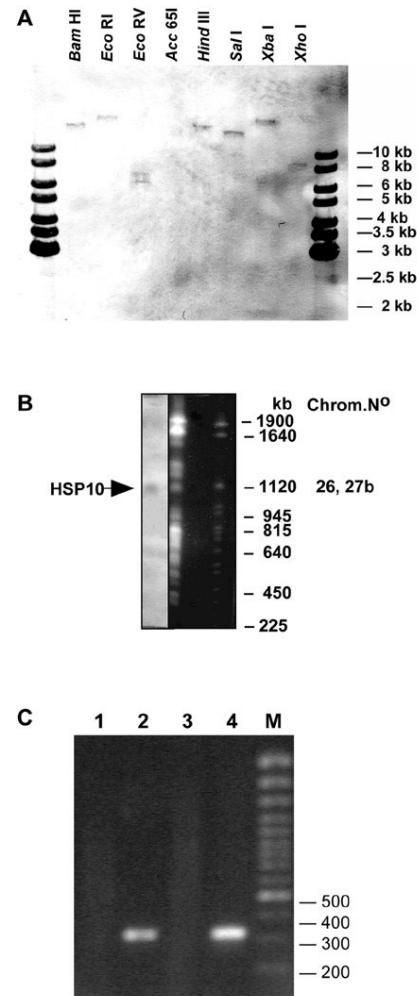 A
Bam HI Eco RI Eco RV Acc 65I Hind III Sal I Xba I Xho I
10 kb
8 kb
6 kb
5 kb
4 kb
3.5 kb
3 kb
2.5 kb
2 kb
B
kb Chrom.Nº
1900
1640
HSP10 1120 26, 27b
945
815
640
450
225
C
1 2 3 4 M
500
400
300
200